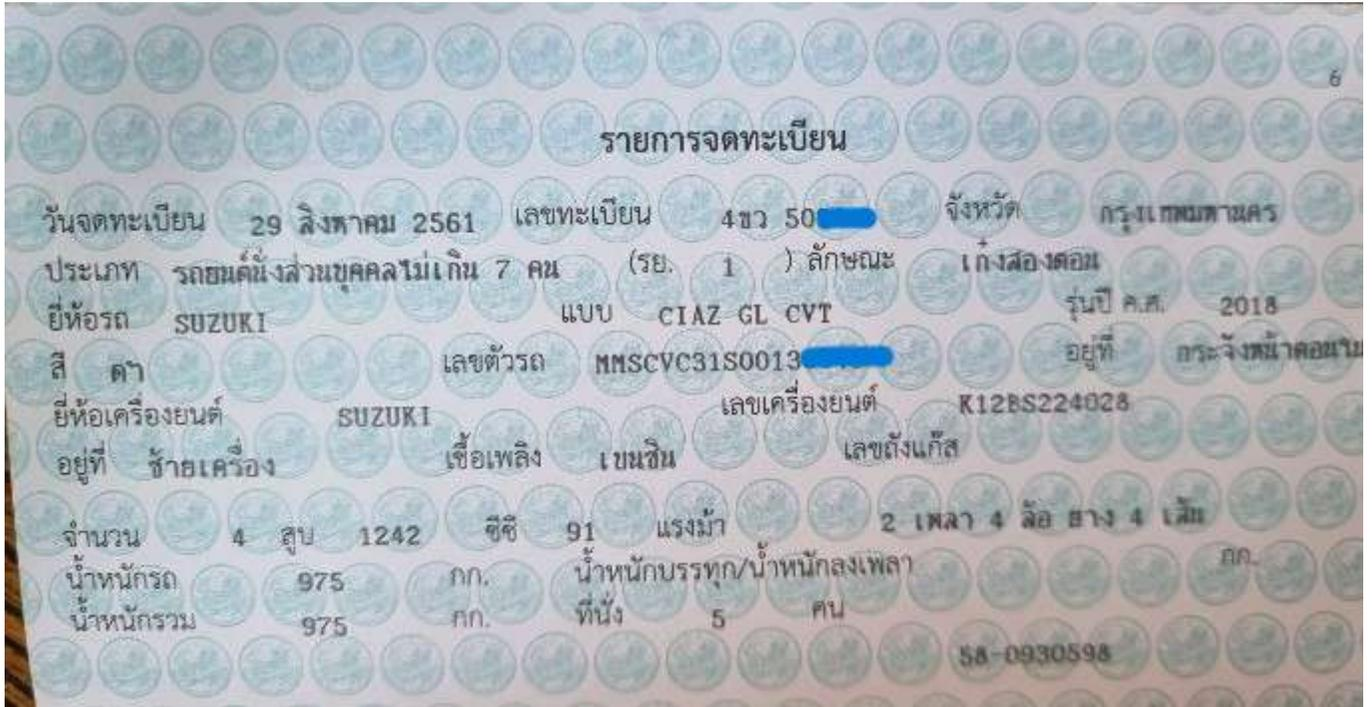 6
รายการจดทะเบียน
วันจดทะเบียน 29 สิงหาคม 2561 เลขทะเบียน 4ขว 50 จังหวัด กรุงเทพมหานคร
ประเภท รถยนต์นั่งส่วนบุคคลไม่เกิน 7 คน (รย. 1 ) ลักษณะ เก๋งสองตอน
ยี่ห้อรถ SUZUKI แบบ CIAZ GL CVT รุ่นปี ค.ศ. 2018
สี ดำ เลขตัวรถ MMSCVC31S0013 อยู่ที่ กระจังหน้าตอนใน
ยี่ห้อเครื่องยนต์ SUZUKI เลขเครื่องยนต์ K12BS224028
อยู่ที่ ซ้ายเครื่อง เชื้อเพลิง เบนซิน เลขถังแก๊ส
จำนวน 4 สูบ 1242 ซีซี 91 แรงม้า 2 เพลา 4 ล้อ ยาง 4 เส้น
น้ำหนักรถ 975 กก. น้ำหนักบรรทุก/น้ำหนักลงเพลา กก.
น้ำหนักรวม 975 กก. ที่นั่ง 5 คน
58-0930598